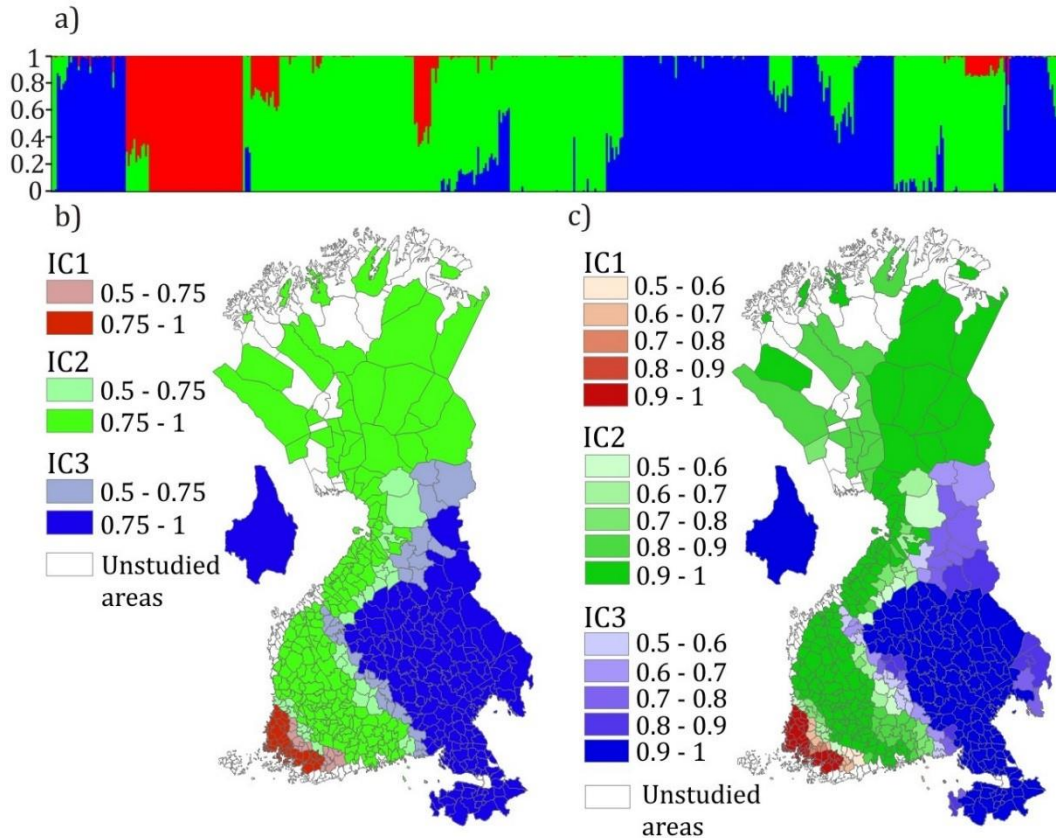 a)
1
0.8
0.6
0.4
0.2
0
b)
IC1
0.5 - 0.75
0.75 - 1
IC2
0.5 - 0.75
0.75 - 1
IC3
0.5 - 0.75
0.75 - 1
Unstudied
areas
c)
IC1
0.5 - 0.6
0.6 - 0.7
0.7 - 0.8
0.8 - 0.9
0.9 - 1
IC2
0.5 - 0.6
0.6 - 0.7
0.7 - 0.8
0.8 - 0.9
0.9 - 1
IC3
0.5 - 0.6
0.6 - 0.7
0.7 - 0.8
0.8 - 0.9
0.9 - 1
Unstudied
areas